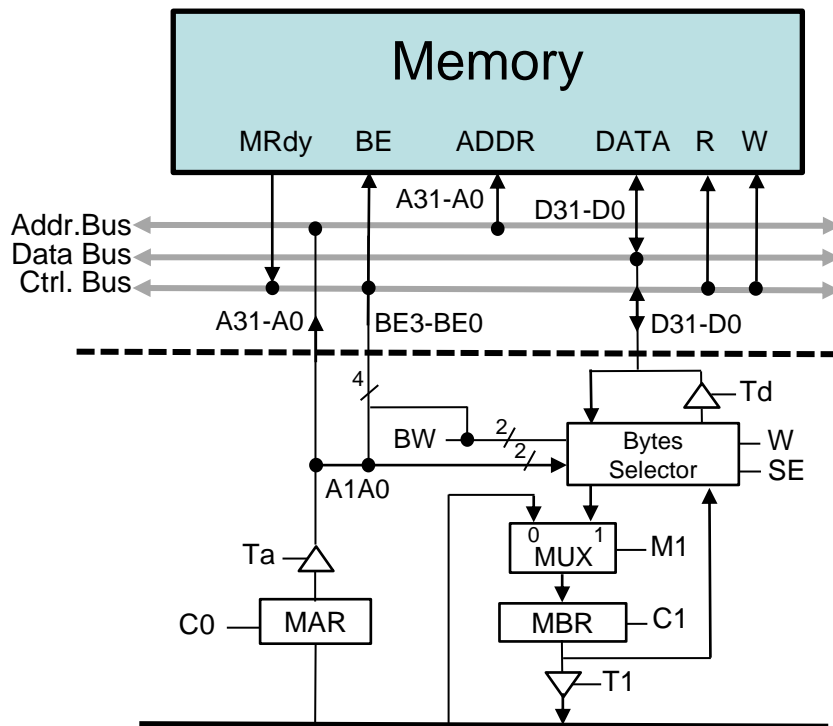 Memory
MRdy BE ADDR DATA R W
A31-A0
D31-D0
Addr.Bus
Data Bus
Ctrl. Bus
A31-A0 BE3-BE0 D31-D0
4
Td
BW 2 Bytes W
2 Selector SE
A1A0
0 1
Ta MUX M1
C0 MAR MBR C1
T1